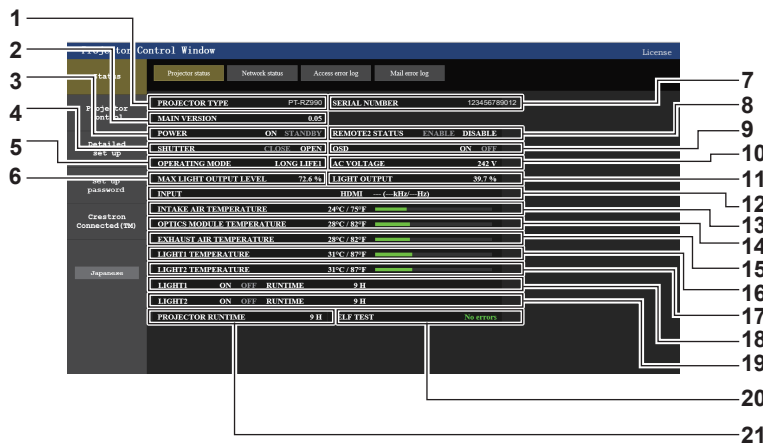 1
2
3
4
5
6
Projector Control Window License
Status
Projector status Network status Access error log Mail error log
PROJECTOR TYPE PT-RZ990 SERIAL NUMBER 123456789012
MAIN VERSION 0.05
Projector control
POWER ON STANDBY REMOTE2 STATUS ENABLE DISABLE
SHUTTER CLOSE OPEN OSD ON OFF
Detailed set up
OPERATING MODE LONG LIFE1 AC VOLTAGE 242 V
MAX LIGHT OUTPUT LEVEL 72.6 % LIGHT OUTPUT 39.7 %
Set up password
INPUT HDMI --- (---kHz/---Hz)
INTAKE AIR TEMPERATURE 24°C / 75°F
Crestron Connected(TM)
OPTICS MODULE TEMPERATURE 28°C / 82°F
EXHAUST AIR TEMPERATURE 28°C / 82°F
LIGHT1 TEMPERATURE 31°C / 87°F
Japanese
LIGHT2 TEMPERATURE 31°C / 87°F
LIGHT1 ON OFF RUNTIME 9 H
LIGHT2 ON OFF RUNTIME 9 H
PROJECTOR RUNTIME 9 H ELF TEST No errors
7
8
9
10
11
12
13
14
15
16
17
18
19
20
21